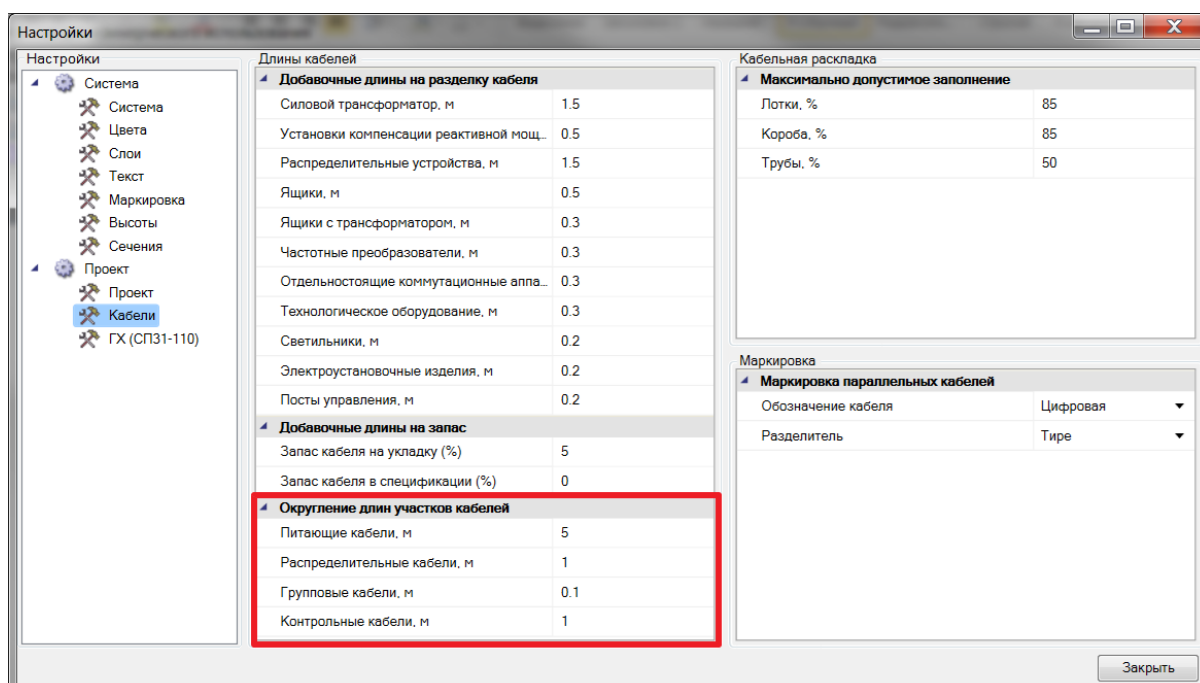 Настройки
Настройки
Система
Система
Цвета
Слои
Текст
Маркировка
Высоты
Сечения
Проект
Проект
Кабели
ГХ (СП31-110)
Длины кабелей
Добавочные длины на разделку кабеля
Силовой трансформатор, м 1.5
Установки компенсации реактивной мощ... 0.5
Распределительные устройства, м 1.5
Ящики, м 0.5
Ящики с трансформатором, м 0.3
Частотные преобразователи, м 0.3
Отдельностоящие коммутационные аппа... 0.3
Технологическое оборудование, м 0.3
Светильники, м 0.2
Электроустановочные изделия, м 0.2
Посты управления, м 0.2
Добавочные длины на запас
Запас кабеля на укладку (%) 5
Запас кабеля в спецификации (%) 0
Округление длин участков кабелей
Питающие кабели, м 5
Распределительные кабели, м 1
Групповые кабели, м 0.1
Контрольные кабели, м 1
Кабельная раскладка
Максимально допустимое заполнение
Лотки, % 85
Короба, % 85
Трубы, % 50
Маркировка
Маркировка параллельных кабелей
Обозначение кабеля Цифровая
Разделитель Тире
Закрыть